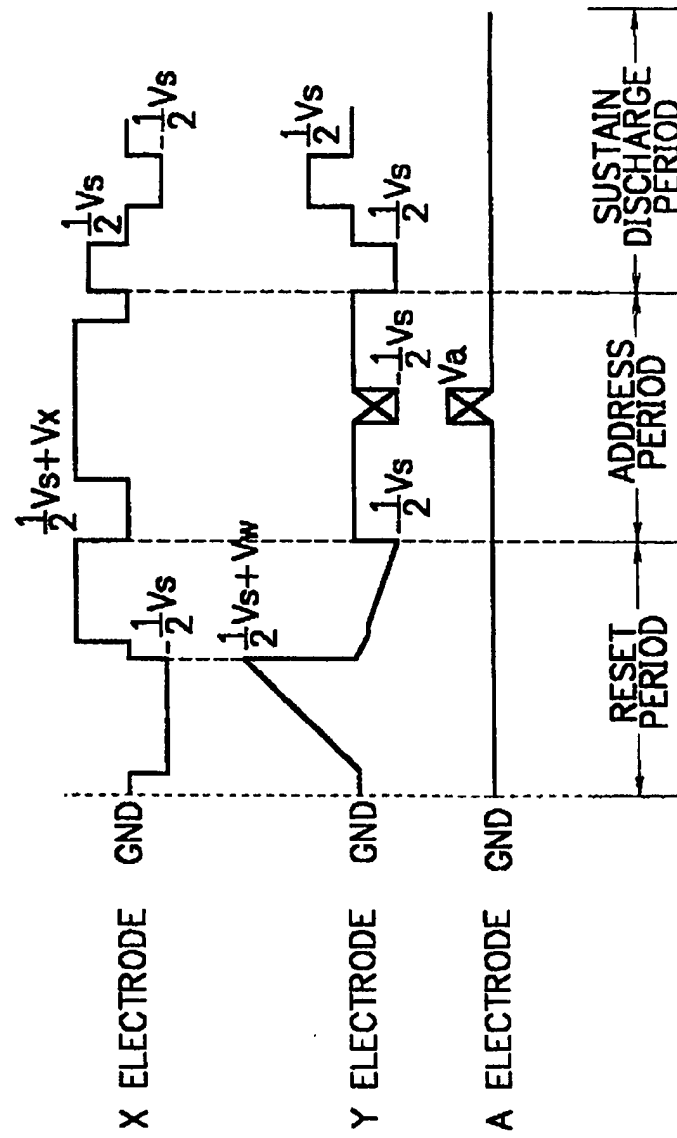 X ELECTRODE GND
-1/2Vs
1/2Vs+Vx
1/2Vs
-1/2Vs
Y ELECTRODE GND
1/2Vs+Vw
-1/2Vs
-1/2Vs
-1/2Vs
1/2Vs
A ELECTRODE GND
Va
RESET
PERIOD
ADDRESS
PERIOD
SUSTAIN
DISCHARGE
PERIOD